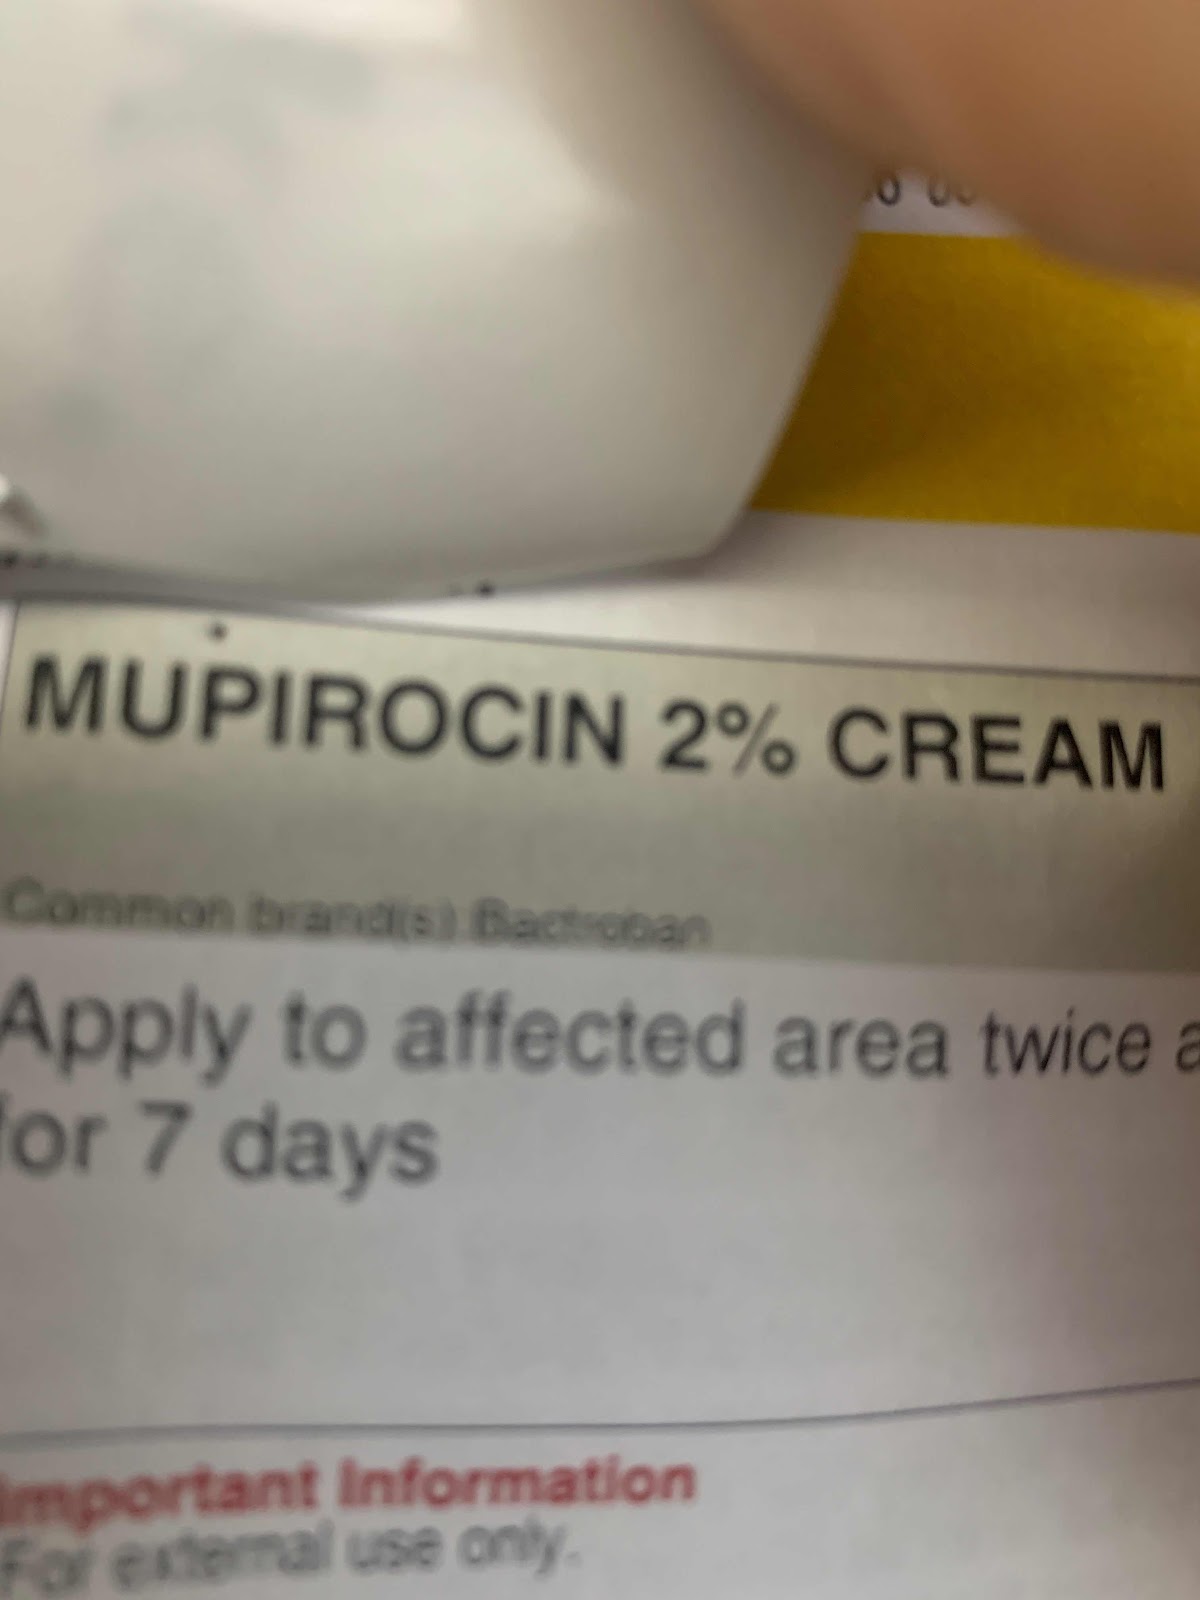 MUPIROCIN 2% CREAM
Common brand(s): Bactroban
Apply to affected area twice a
for 7 days
Important Information
For external use only.